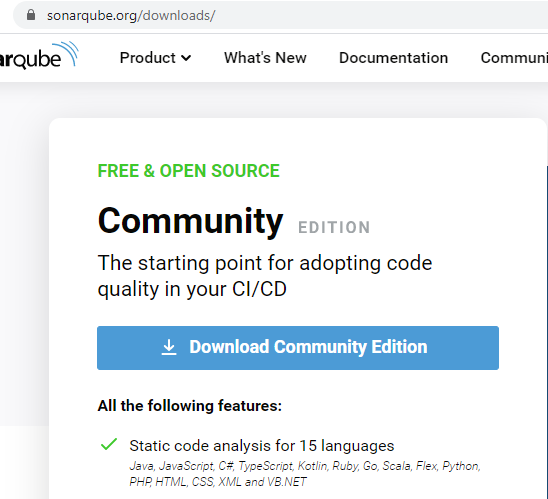 sonarqube.org/downloads/
arqube Product What's New Documentation Communi
FREE & OPEN SOURCE
Community EDITION
The starting point for adopting code
quality in your CI/CD
Download Community Edition
All the following features:
Static code analysis for 15 languages
Java, JavaScript, C#, TypeScript, Kotlin, Ruby, Go, Scala, Flex, Python,
PHP, HTML, CSS, XML and VB.NET